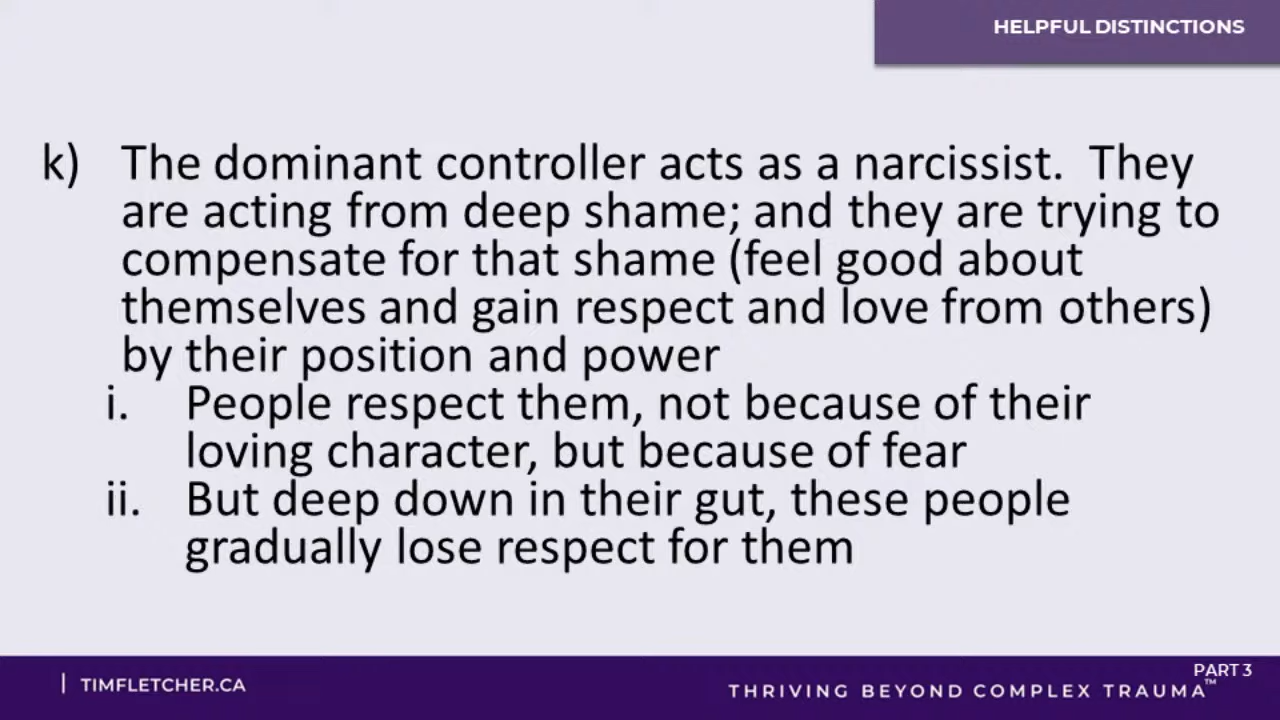 HELPFUL DISTINCTIONS
k) The dominant controller acts as a narcissist. They
are acting from deep shame; and they are trying to
compensate for that shame (feel good about
themselves and gain respect and love from others)
by their position and power
i. People respect them, not because of their
loving character, but because of fear
ii. But deep down in their gut, these people
gradually lose respect for them
| TIMFLETCHER.CA
PART 3
THRIVING BEYOND COMPLEX TRAUMA™